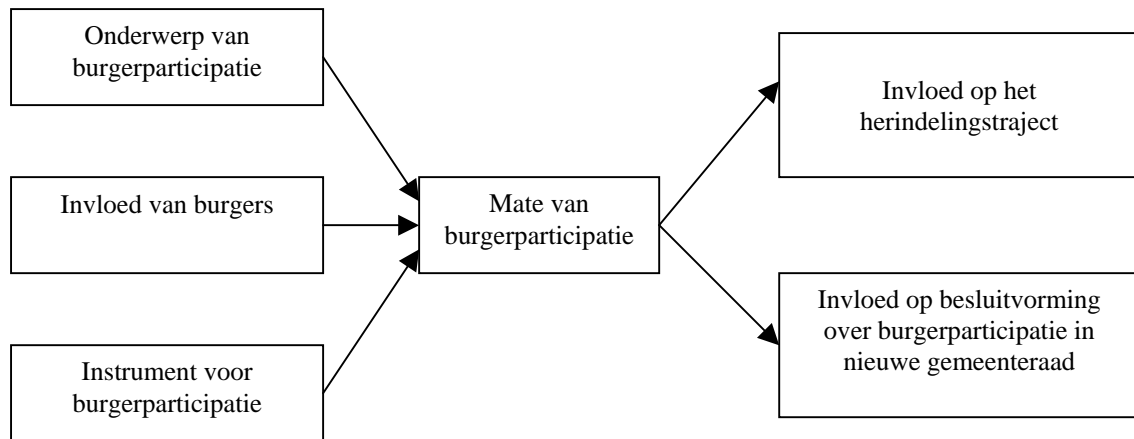 Onderwerp van
burgerparticipatie
Invloed van burgers
Instrument voor
burgerparticipatie
Mate van
burgerparticipatie
Invloed op het
herindelingstraject
Invloed op besluitvorming
over burgerparticipatie in
nieuwe gemeenteraad